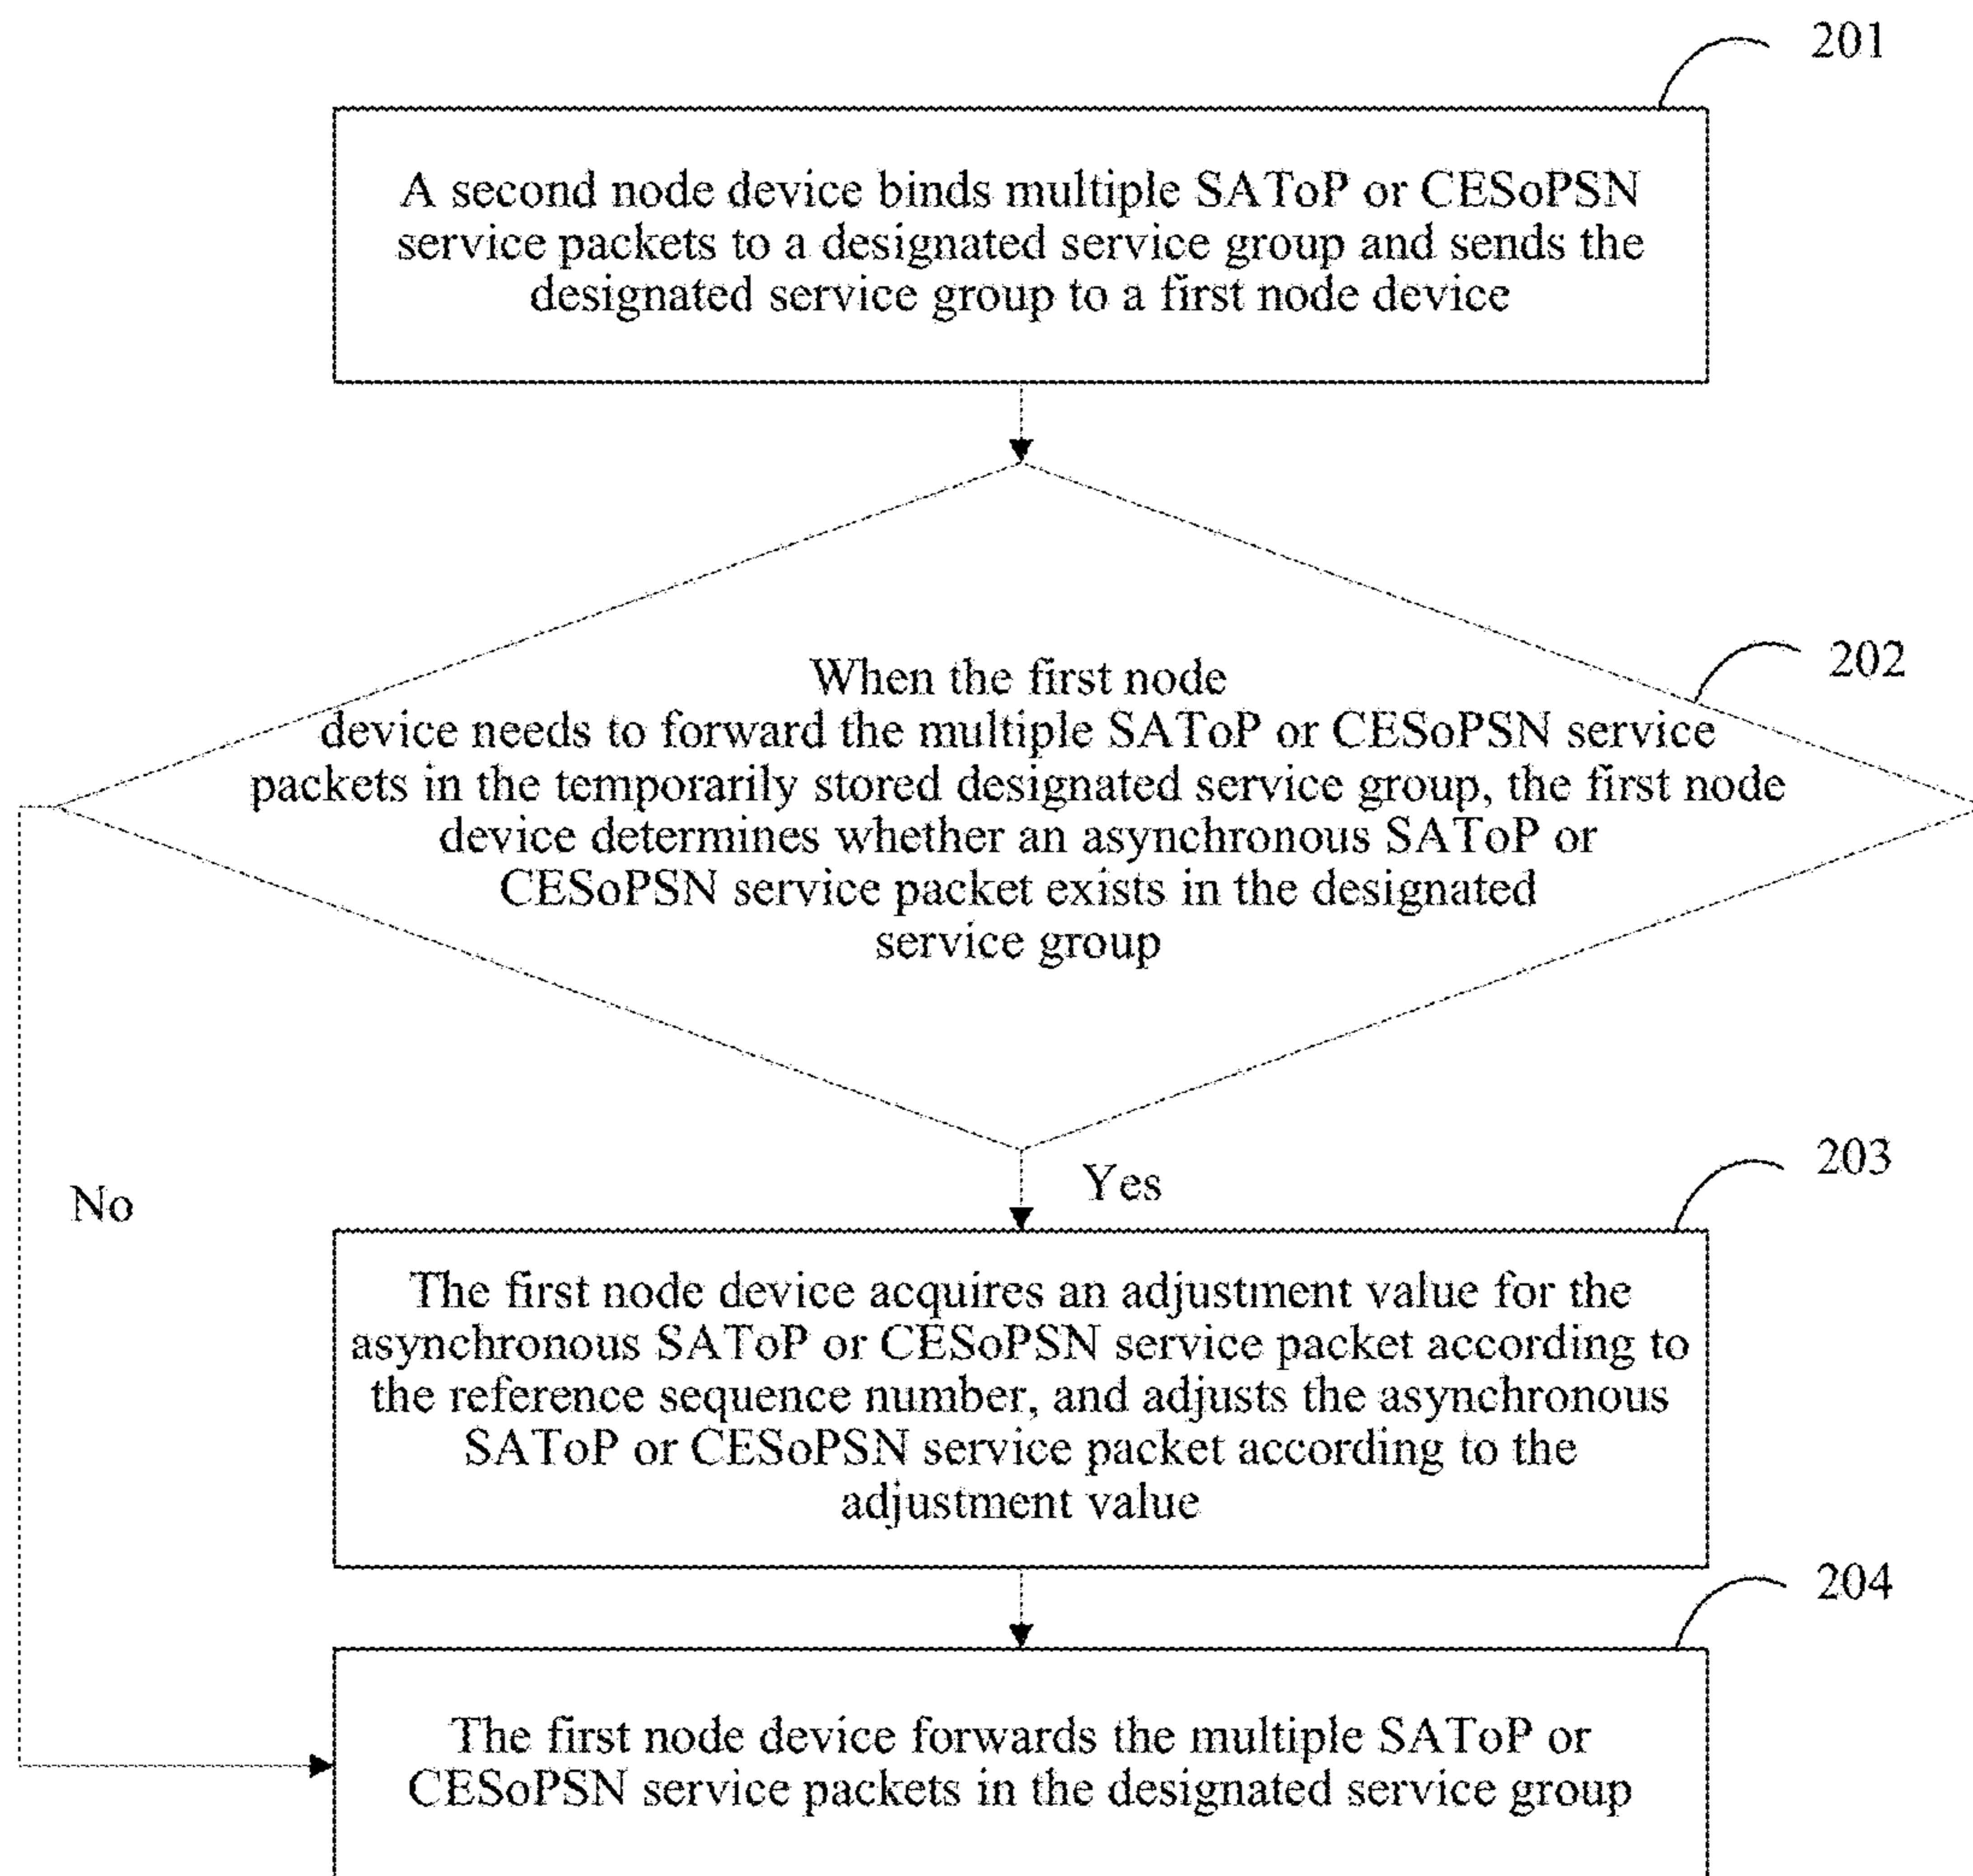 201
A second node device binds multiple SAToP or CESoPSN
service packets to a designated service group and sends the
designated service group to a first node device
202
When the first node
device needs to forward the multiple SAToP or CESoPSN service
packets in the temporarily stored designated service group, the first node
device determines whether an asynchronous SAToP or
CESoPSN service packet exists in the designated
service group
203
Yes
No
The first node device acquires an adjustment value for the
asynchronous SAToP or CESoPSN service packet according to
the reference sequence number, and adjusts the asynchronous
SAToP or CESoPSN service packet according to the
adjustment value
204
The first node device forwards the multiple SAToP or
CESoPSN service packets in the designated service group